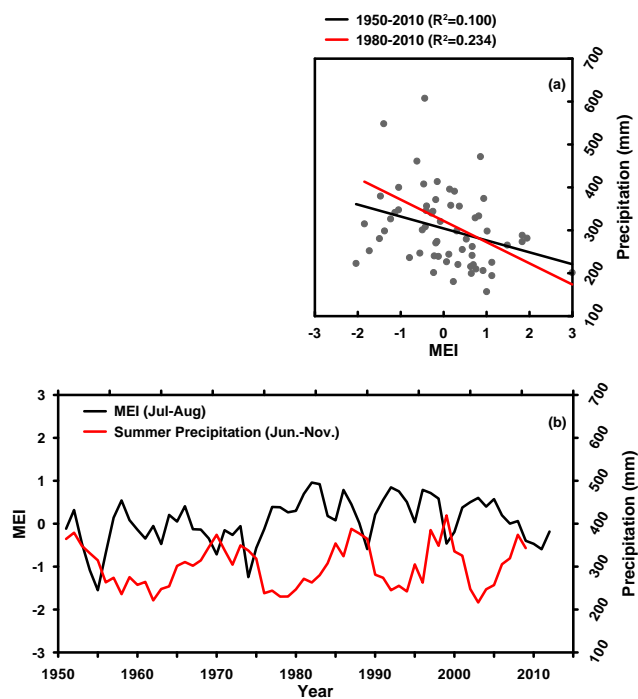 1950-2010 (R²=0.100)
1980-2010 (R²=0.234)
(a)
700
600
500
400
300
200
100
Precipitation (mm)
-3 -2 -1 0 1 2 3
MEI
3
2
1
0
-1
-2
-3
MEI
MEI (Jul-Aug)
Summer Precipitation (Jun.-Nov.)
(b)
700
600
500
400
300
200
100
Precipitation (mm)
1950 1960 1970 1980 1990 2000 2010
Year